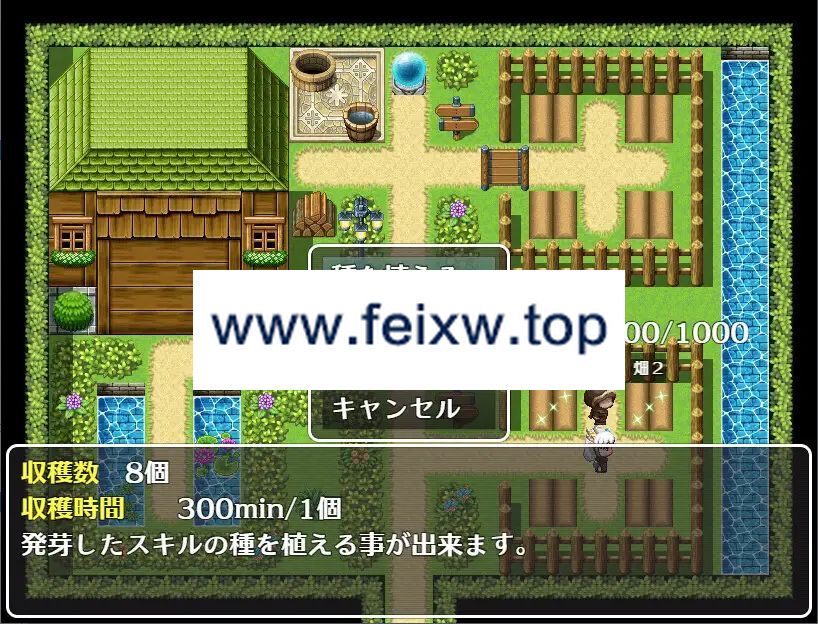 www.feixw.top
00/1000
畑2
キャンセル
収穫数 8個
収穫時間 300min/1個
発芽したスキルの種を植える事が出来ます。